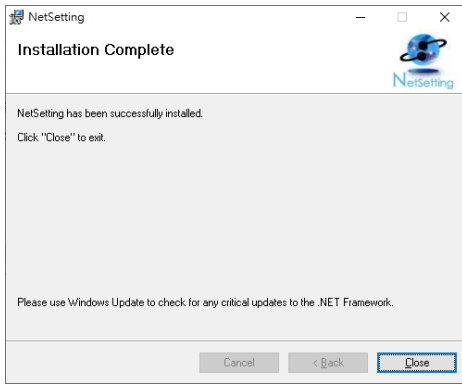 NetSetting
Installation Complete
NetSetting
NetSetting has been successfully installed.
Click "Close" to exit.
Please use Windows Update to check for any critical updates to the .NET Framework.
Cancel
< Back
Close